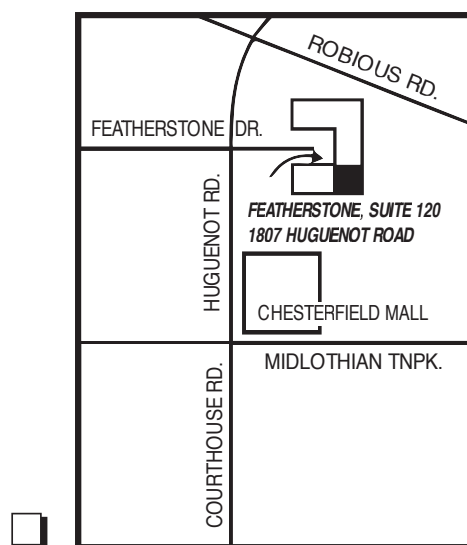 ROBIOUS RD.
FEATHERSTONE DR.
HUGUENOT RD.
FEATHERSTONE, SUITE 120
1807 HUGUENOT ROAD
CHESTERFIELD MALL
MIDLOTHIAN TNPK.
COURTHOUSE RD.